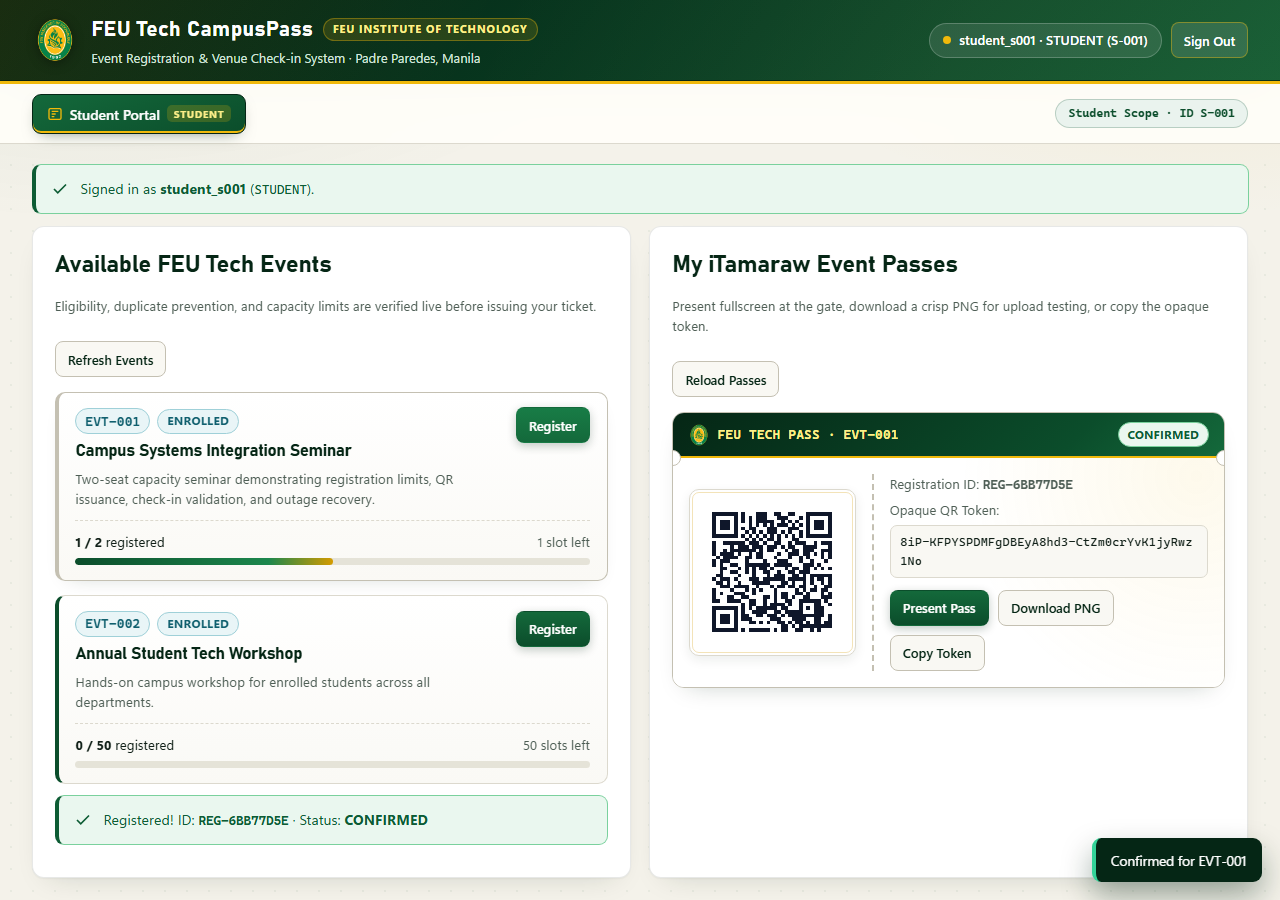 FEU Tech CampusPass FEU INSTITUTE OF TECHNOLOGY
Event Registration & Venue Check-in System · Padre Paredes, Manila
student_s001 · STUDENT (S-001)
Sign Out
Student Portal STUDENT
Student Scope · ID S-001
Signed in as student_s001 (STUDENT).
Available FEU Tech Events
Eligibility, duplicate prevention, and capacity limits are verified live before issuing your ticket.
Refresh Events
EVT-001 ENROLLED
Register
Campus Systems Integration Seminar
Two-seat capacity seminar demonstrating registration limits, QR
issuance, check-in validation, and outage recovery.
1 / 2 registered
1 slot left
EVT-002 ENROLLED
Register
Annual Student Tech Workshop
Hands-on campus workshop for enrolled students across all
departments.
0 / 50 registered
50 slots left
Registered! ID: REG-6BB77D5E · Status: CONFIRMED
My iTamaraw Event Passes
Present fullscreen at the gate, download a crisp PNG for upload testing, or copy the opaque
token.
Reload Passes
FEU TECH PASS · EVT-001
CONFIRMED
Registration ID: REG-6BB77D5E
Opaque QR Token:
8iP-KFPYSPDMFgDBEyA8hd3-CtZm0crYvK1jyRwz
1No
Present Pass
Download PNG
Copy Token
Confirmed for EVT-001